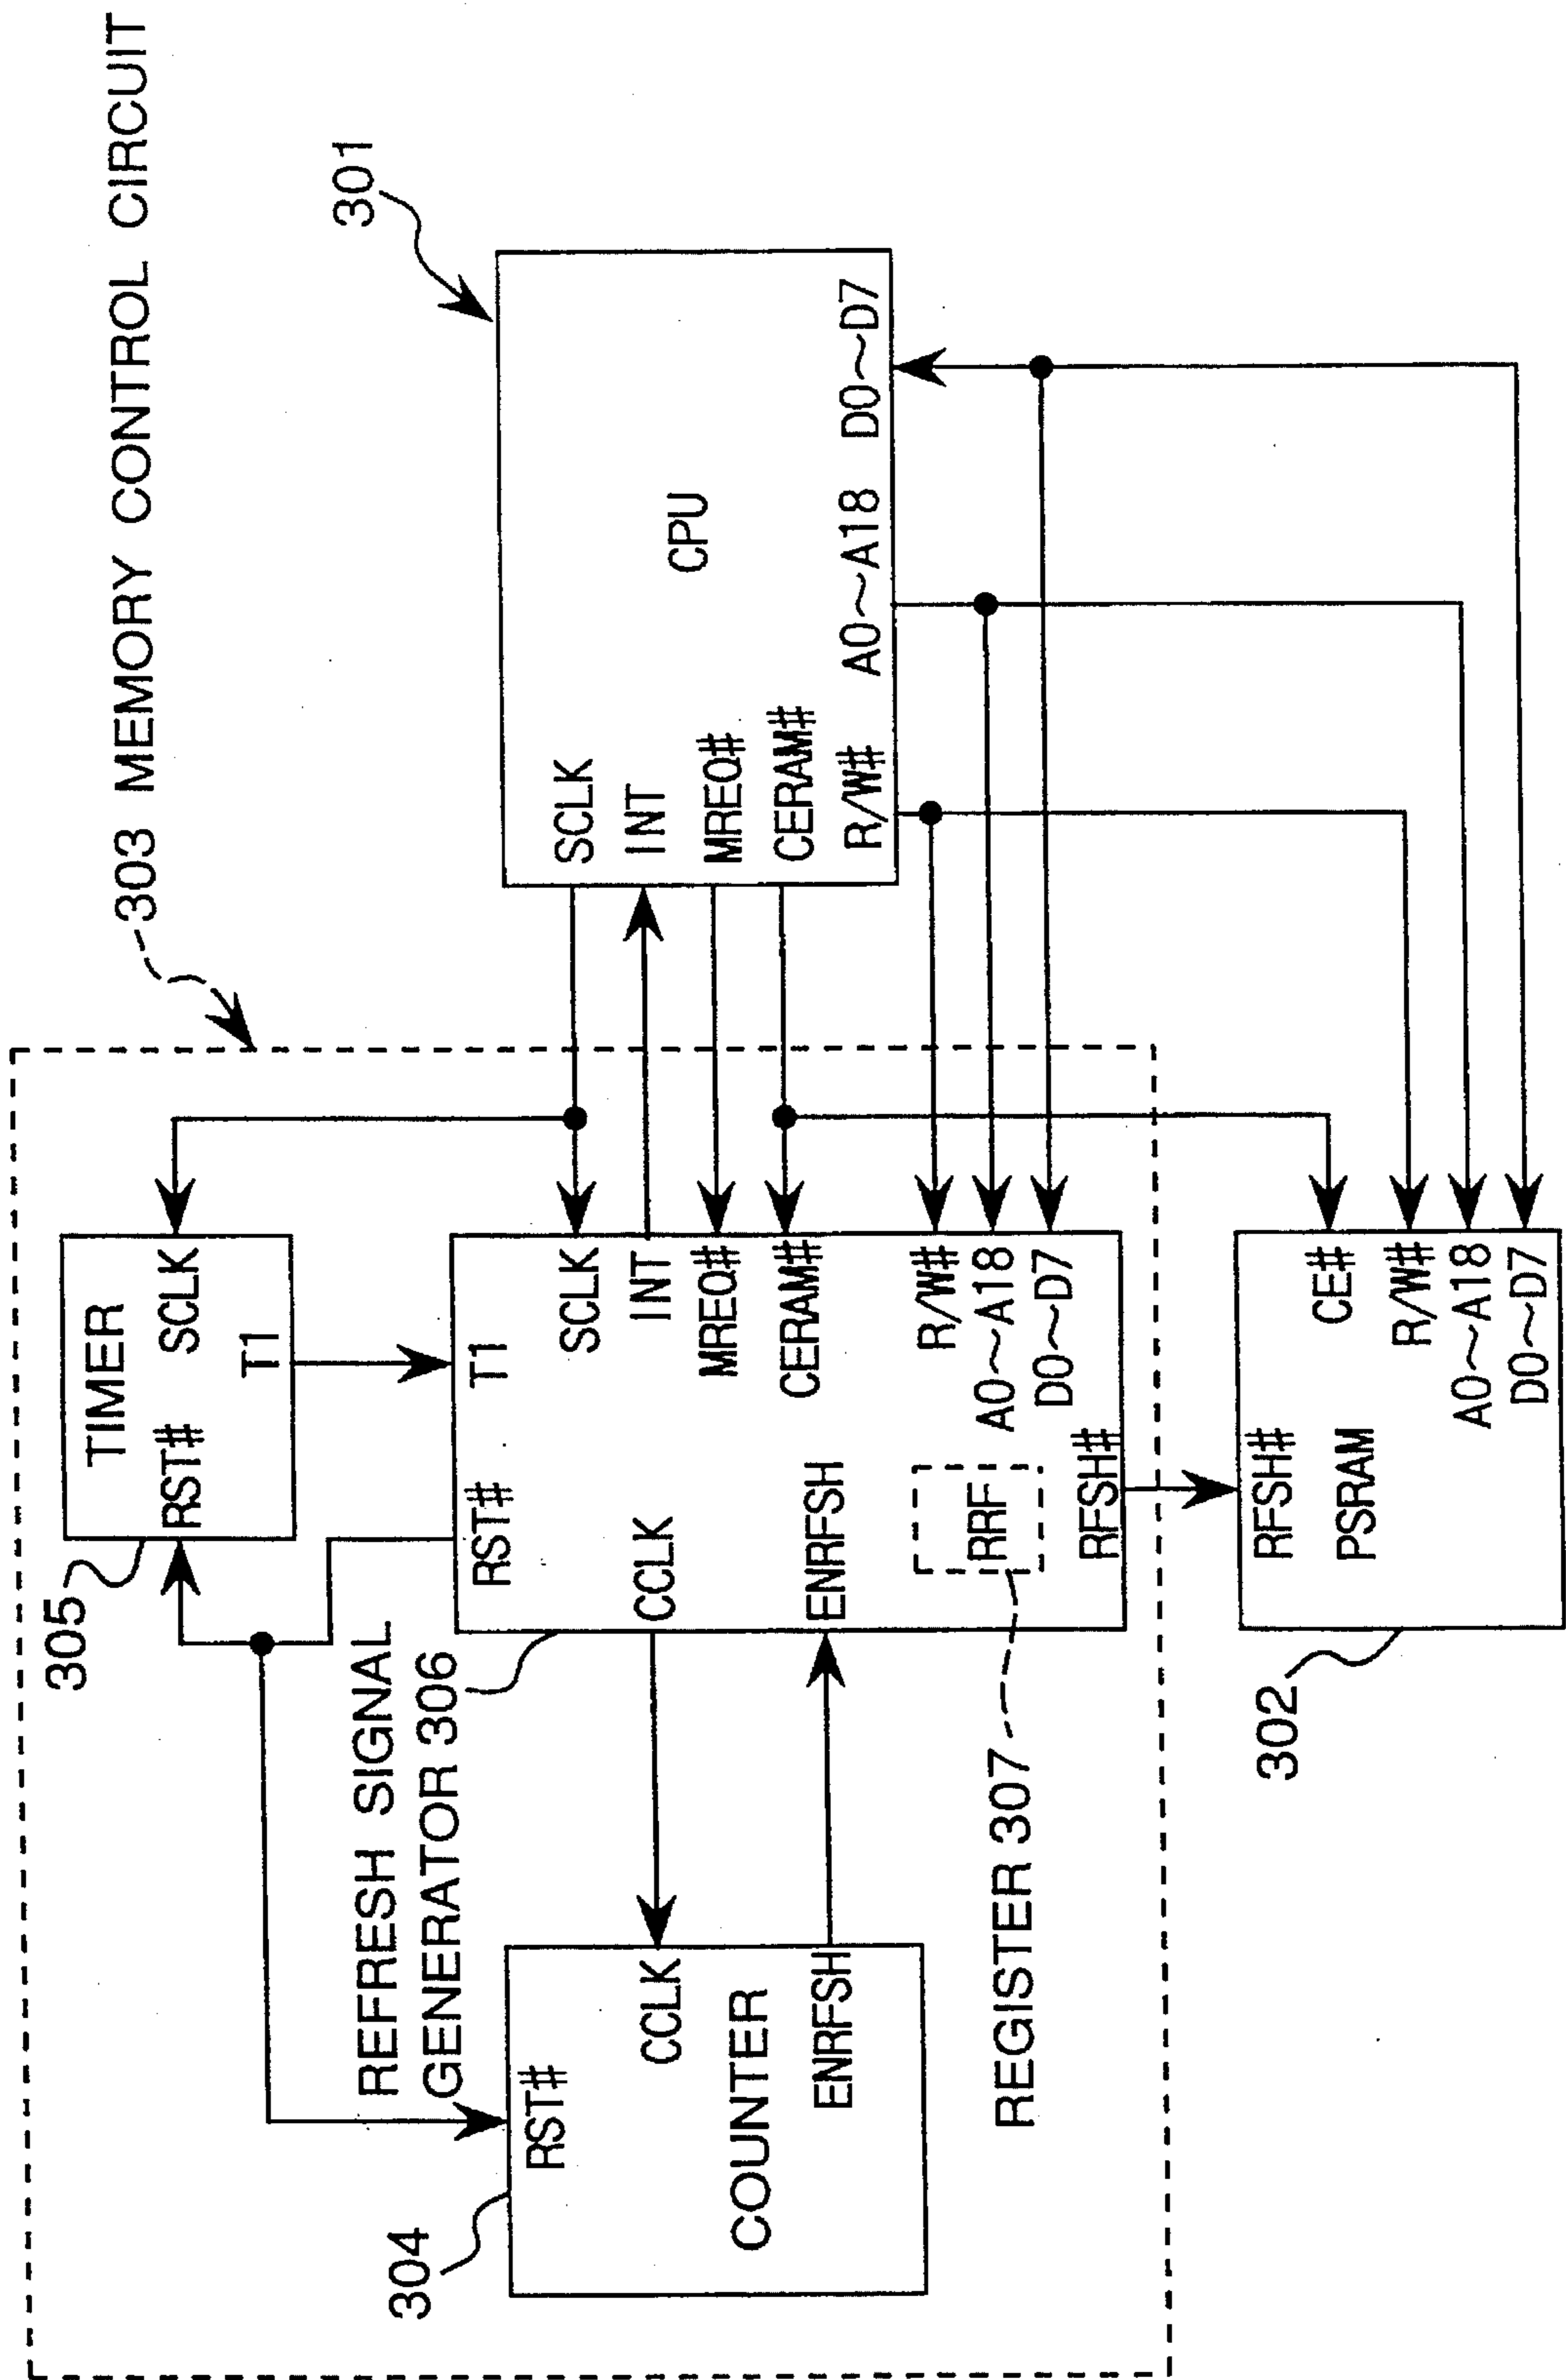 303 MEMORY CONTROL CIRCUIT
305
TIMER
RST#
SCLK
T1
REFRESH SIGNAL
GENERATOR 306
RST#
T1
SCLK
INT
MREQ#
CERAM#
R/W#
A0~A18
D0~D7
CCLK
ENRFSH
RRF
RFSH#
304
RST#
CCLK
COUNTER
ENRFSH
REGISTER 307
301
SCLK
INT
MREQ#
CERAM#
R/W#
CPU
A0~A18
D0~D7
302
RFSH#
PSRAM
CE#
R/W#
A0~A18
D0~D7